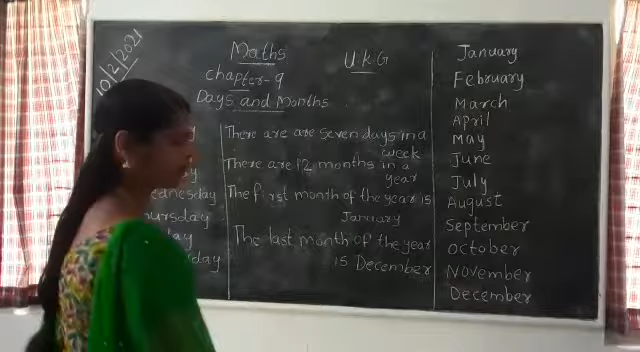 10/2/2021
Maths
U.K.G
chapter-9
Days and Months
ednesday
hursday
day
There are are seven days in a
week
There are 12 months in a
year
The first month of the year is
January
The last month of the year
is December
January
February
March
April
May
June
July
August
September
October
November
December